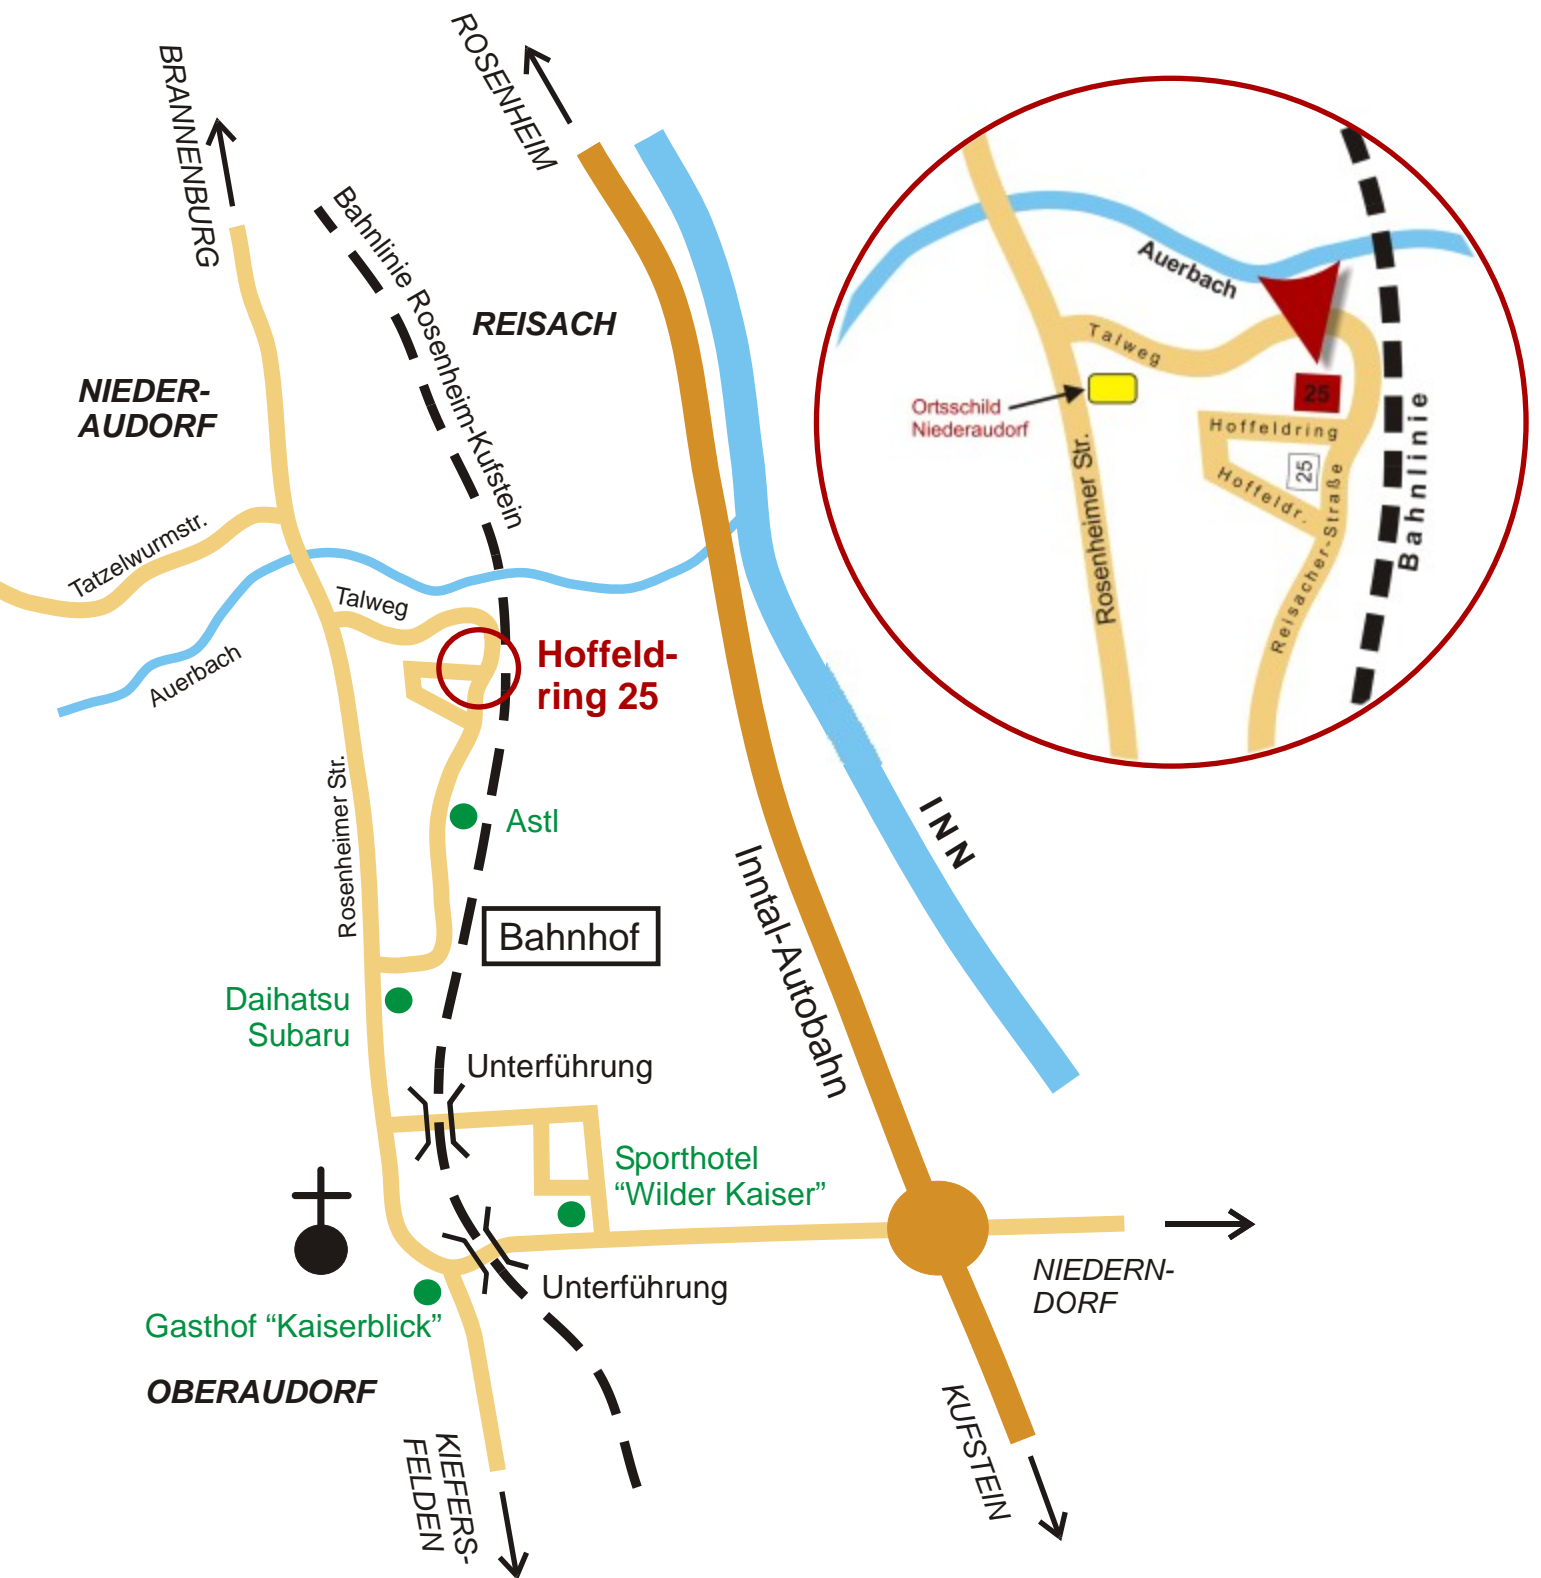 BRANNENBURG
ROSENHEIM
Bahnlinie Rosenheim-Kufstein
REISACH
NIEDER-
AUDORF
Tatzelwurmstr.
Talweg
Auerbach
Hoffeld-
ring 25
Rosenheimer Str.
Astl
Bahnhof
INN
Inntal-Autobahn
Daihatsu
Subaru
Unterführung
Sporthotel
“Wilder Kaiser”
Unterführung
NIEDERN-
DORF
Gasthof “Kaiserblick”
OBERAUDORF
KIEFERS-
FELDEN
KUFSTEIN
Auerbach
Talweg
Ortsschild
Niederaudorf
25
Hoffeldring
25
Hoffeldr.
Rosenheimer Str.
Reisacher-Straße
Bahnlinie